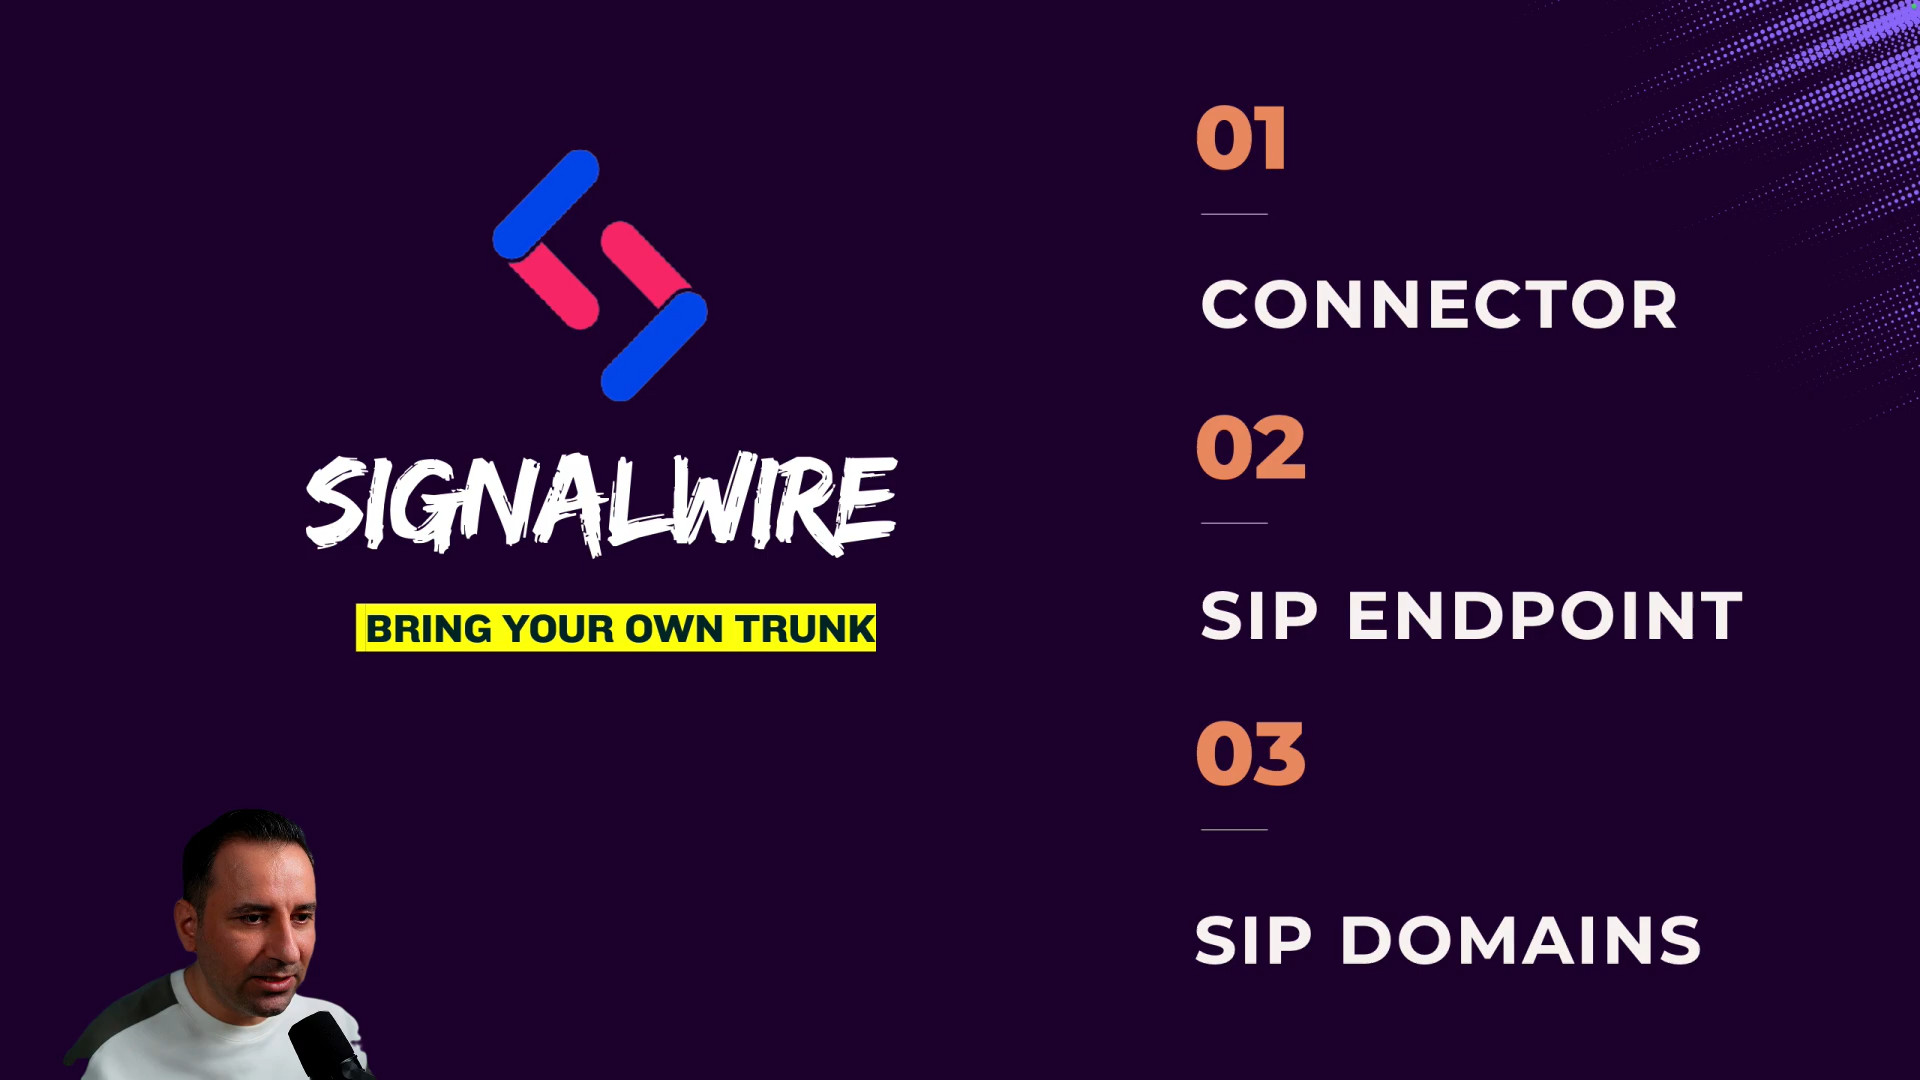 SIGNALWIRE
BRING YOUR OWN TRUNK
01
CONNECTOR
02
SIP ENDPOINT
03
SIP DOMAINS